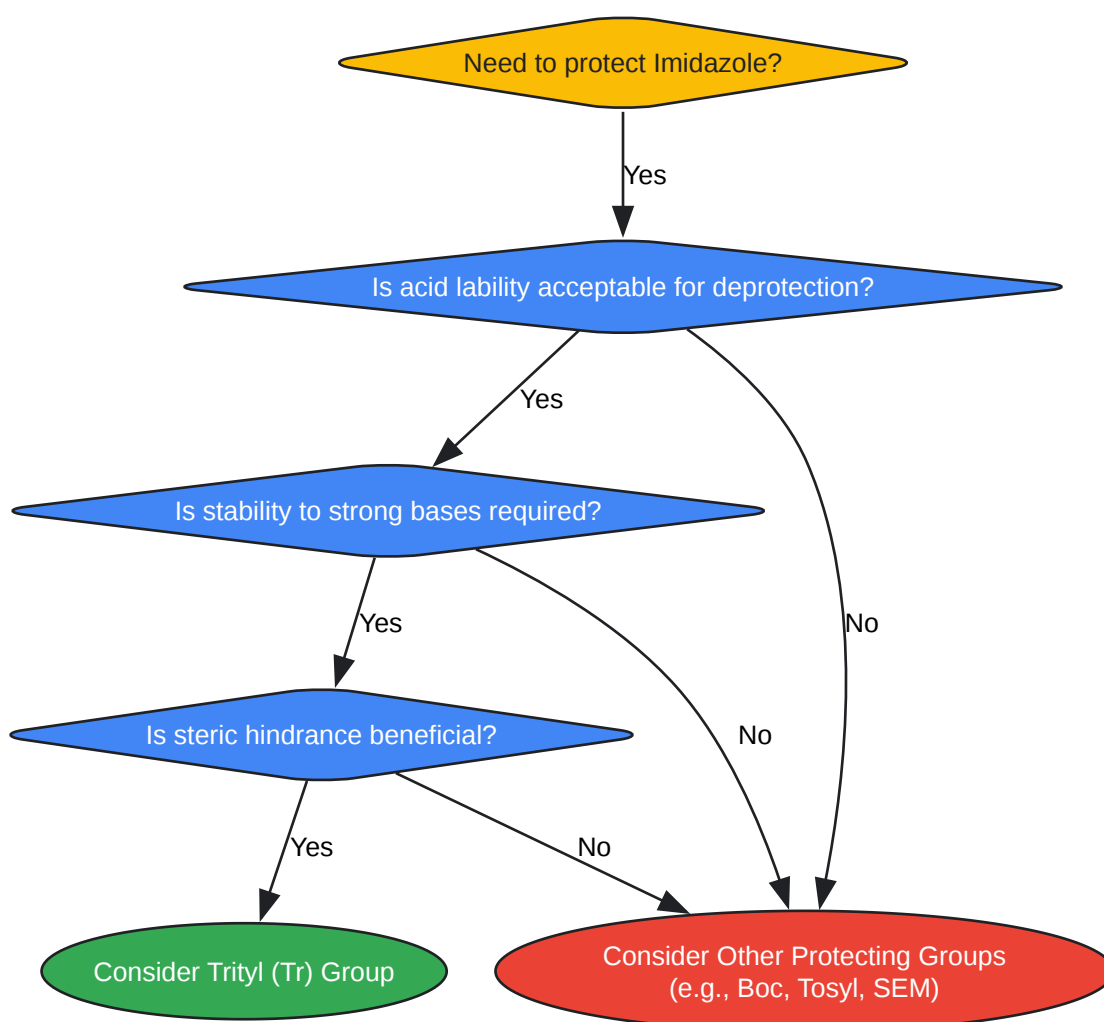 Need to protect Imidazole?
Yes
Is acid lability acceptable for deprotection?
Yes
Is stability to strong bases required?
Yes
No
Is steric hindrance beneficial?
No
Yes
No
Consider Trityl (Tr) Group
Consider Other Protecting Groups
(e.g., Boc, Tosyl, SEM)